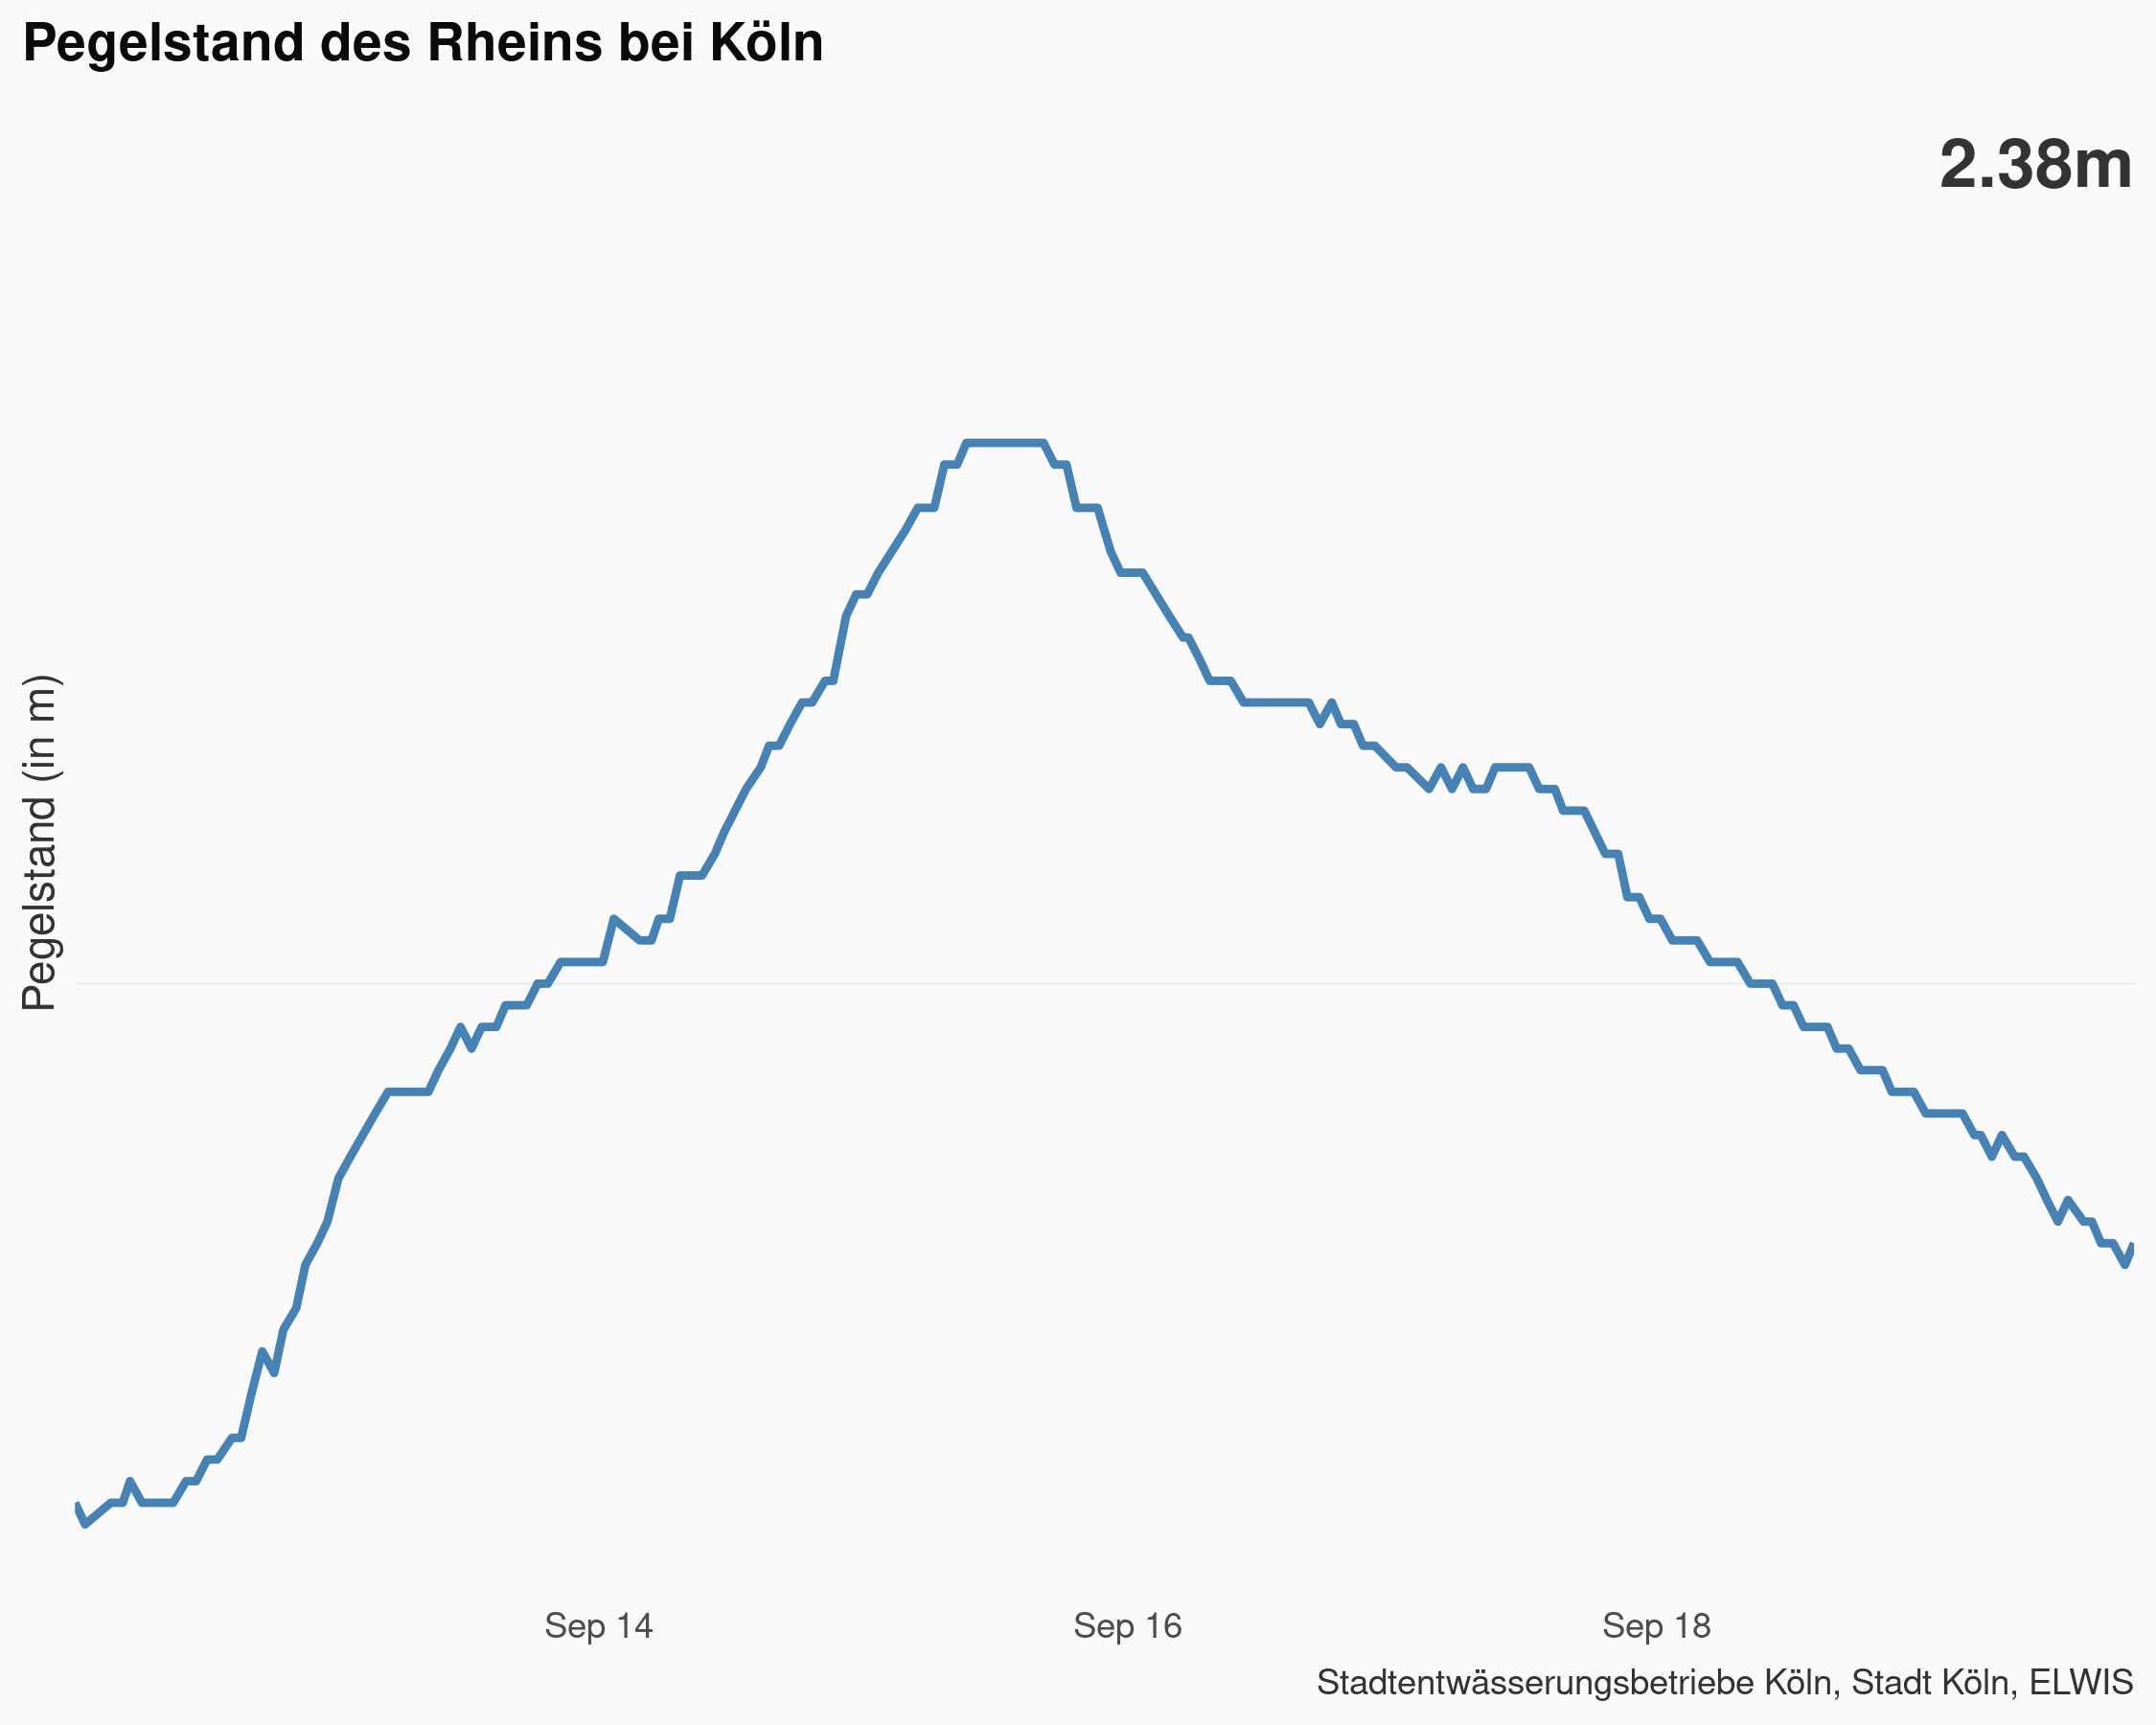 Pegelstand des Rheins bei Köln
2.38m
Pegelstand (in m)
Sep 14
Sep 16
Sep 18
Stadtentwässerungsbetriebe Köln, Stadt Köln, ELWIS